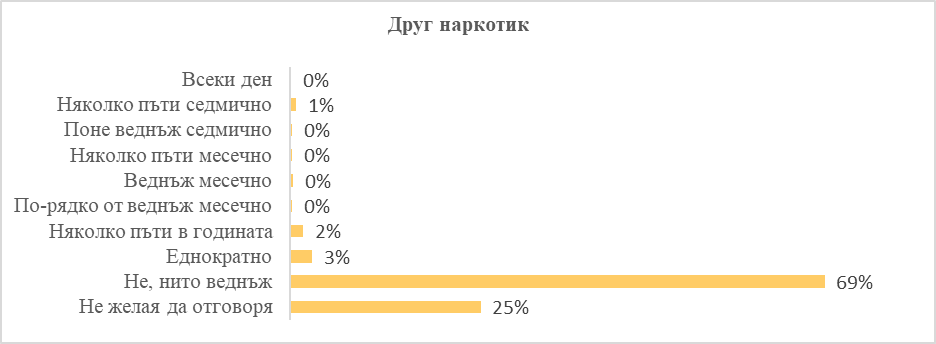 Друг наркотик
Всеки ден 0%
Няколко пъти седмично 1%
Поне веднъж седмично 0%
Няколко пъти месечно 0%
Веднъж месечно 0%
По-рядко от веднъж месечно 0%
Няколко пъти в годината 2%
Еднократно 3%
Не, нито веднъж 69%
Не желая да отговоря 25%